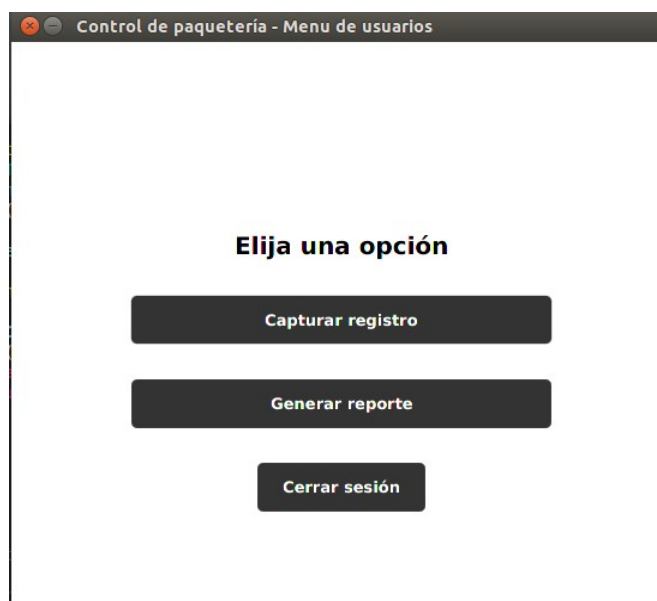 Control de paquetería - Menu de usuarios
Elija una opción
Capturar registro
Generar reporte
Cerrar sesión